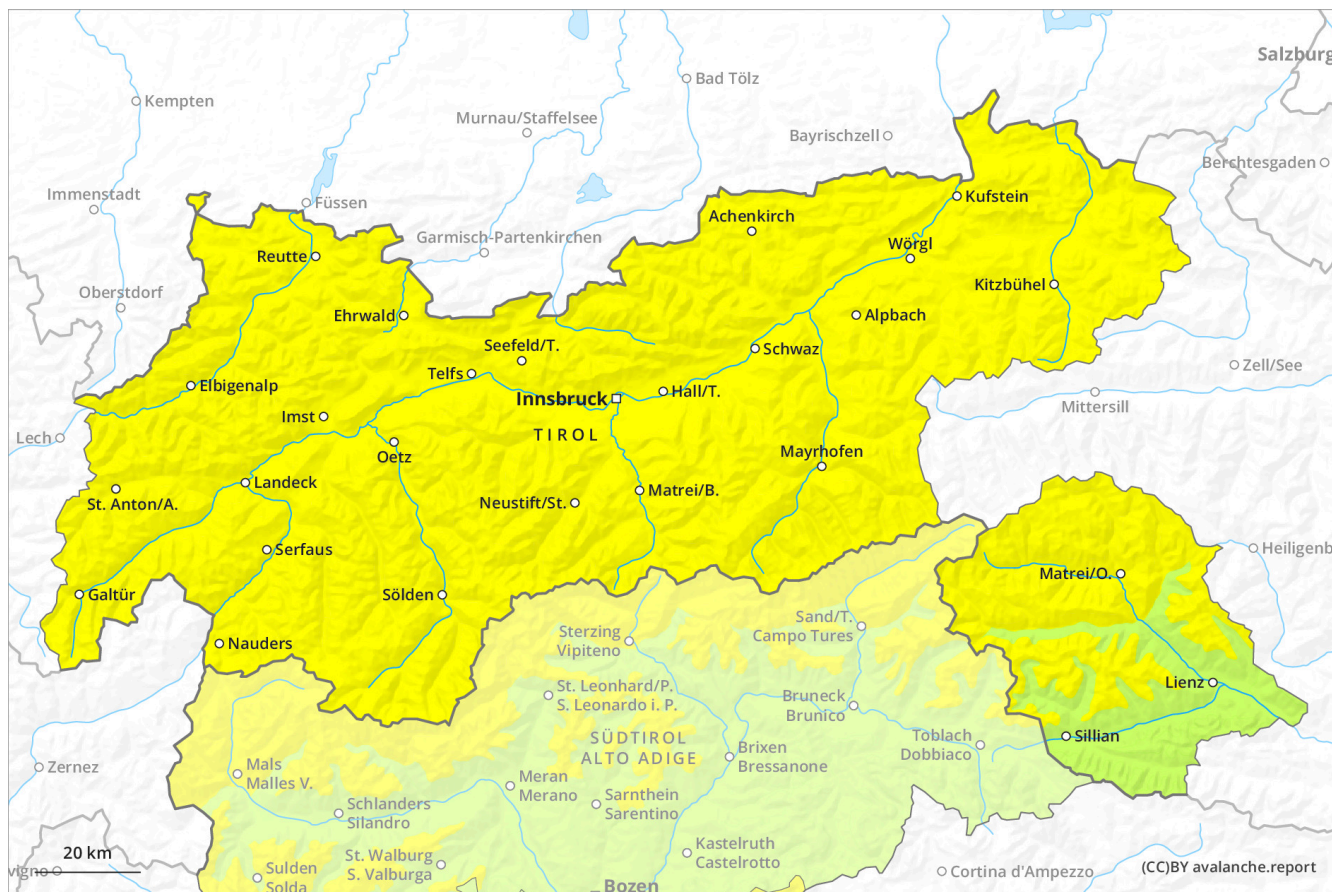 Salzburg
Bad Tölz
Kempten
Murnau/Staffelsee
Bayrischzell
Berchtesgaden
Immenstadt
Füssen
Kufstein
Achenkirch
Garmisch-Partenkirchen
Wörgl
Reutte
Kitzbühel
Oberstdorf
Ehrwald
Alpbach
Seefeld/T.
Schwaz
Zell/See
Telfs
Elbigenalp
Hall/T.
Innsbruck
Mittersill
Imst
TIROL
Lech
Oetz
Mayrhofen
Landeck
Matrei/B.
St. Anton/A.
Neustift/St.
Serfaus
Heiligenb
Matrei/O.
Galtür
Sölden
Sand/T.
Campo Tures
Sterzing
Vipiteno
Nauders
Lienz
St. Leonhard/P.
S. Leonardo i. P.
Bruneck
Brunico
Sillian
SÜDTIROL
ALTO ADIGE
Toblach
Dobbiaco
Brixen
Bressanone
Zernez
Mals
Malles V.
Meran
Merano
Sarnthein
Sarentino
Schlanders
Silandro
Kastelruth
Castelrotto
20 km
St. Walburg
S. Valburga
vigno
Sulden
Solda
Cortina d'Ampezzo
(CC)BY avalanche.report
Bozen